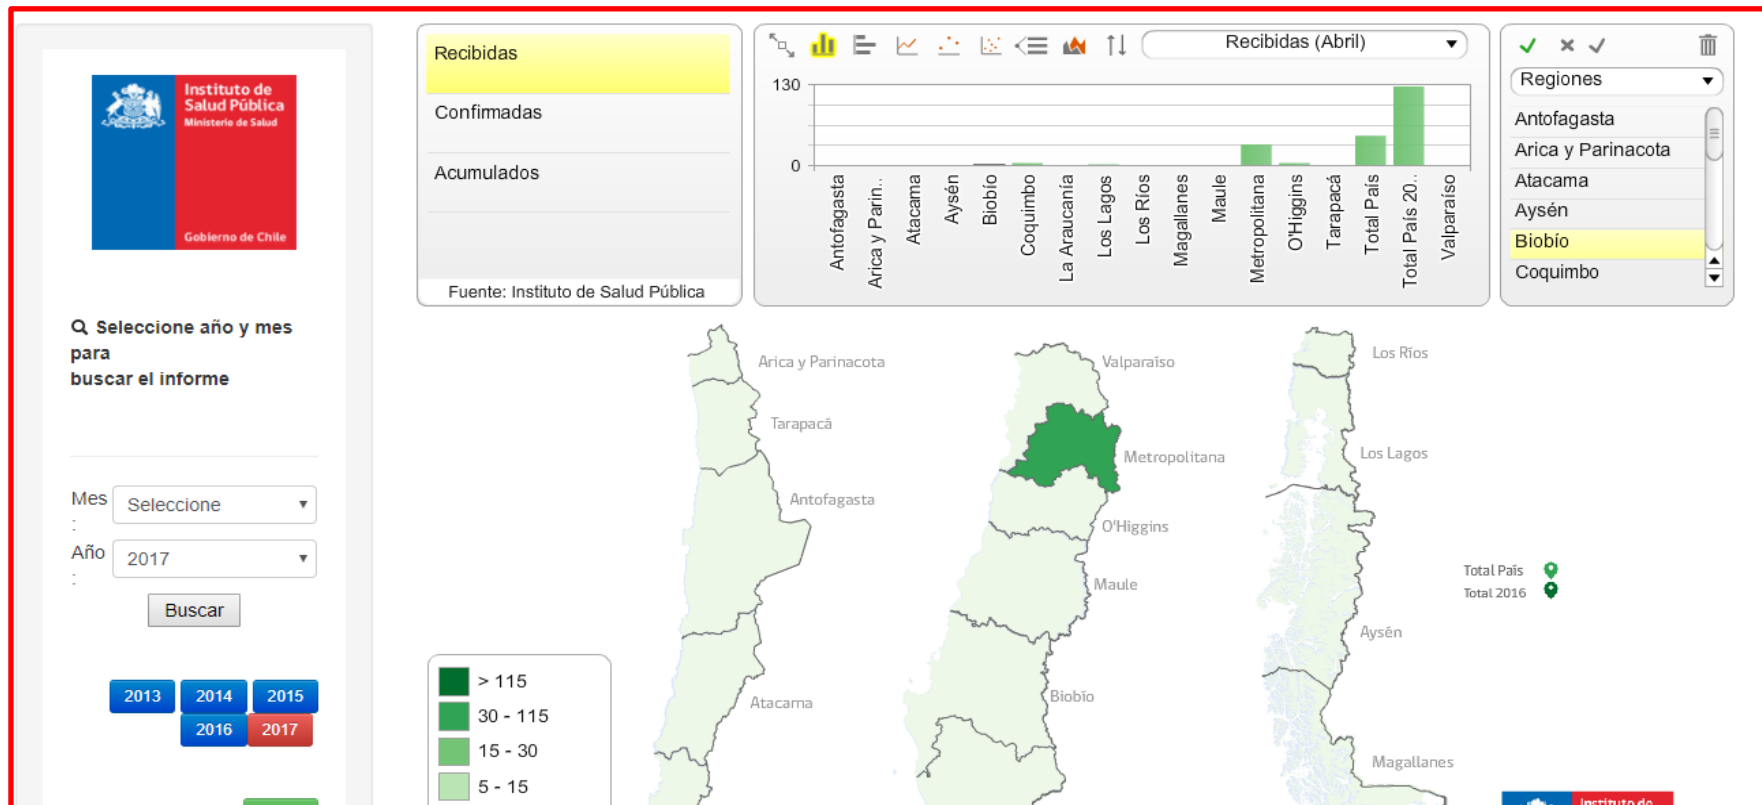 Instituto de
Salud Pública
Ministerio de Salud
Gobierno de Chile
Seleccione año y mes
para
buscar el informe
Mes
:
Seleccione
Año
:
2017
Buscar
2013
2014
2015
2016
2017
Recibidas
Confirmadas
Acumulados
Fuente: Instituto de Salud Pública
Recibidas (Abril)
130
0
Antofagasta
Arica y Parin..
Atacama
Aysén
Biobío
Coquimbo
La Araucanía
Los Lagos
Los Ríos
Magallanes
Maule
Metropolitana
O'Higgins
Tarapacá
Total País
Total País 20..
Valparaíso
Regiones
Antofagasta
Arica y Parinacota
Atacama
Aysén
Biobío
Coquimbo
Arica y Parinacota
Tarapacá
Antofagasta
Atacama
Valparaíso
Metropolitana
O'Higgins
Maule
Biobío
Los Ríos
Los Lagos
Aysén
Magallanes
Total País
Total 2016
> 115
30 - 115
15 - 30
5 - 15
Instituto de